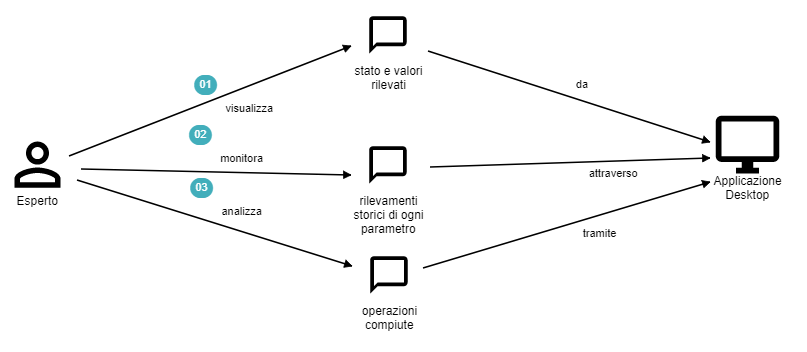 01
stato e valori
rilevati
da
visualizza
02
monitora
attraverso
Esperto
03
analizza
rilevamenti
storici di ogni
parametro
Applicazione
Desktop
tramite
operazioni
compiute